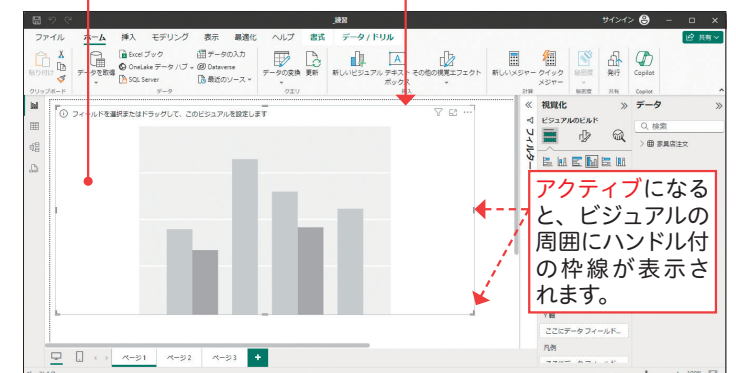 _練習
サインイン
ファイル ホーム 挿入 モデリング 表示 最適化 ヘルプ 書式 データ / ドリル
共有
貼り付け
データを取得
Excel ブック
OneLake データ ハブ
SQL Server
データの入力
Dataverse
最近のソース
データの変換 更新
新しいビジュアル テキスト ボックス その他の視覚エフェクト
新しいメジャー クイック メジャー
秘密度
発行
Copilot
クリップボード データ クエリ 挿入 計算 秘密度 共有 Copilot
フィールドを選択またはドラッグして、このビジュアルを設定します
フィルター
視覚化
ビジュアルのビルド
データ
検索
家具店注文
アクティブになる
と、ビジュアルの
周囲にハンドル付
の枠線が表示さ
れます。
Y 軸
ここにデータ フィールド...
凡例
ページ1 ページ2 ページ3 +